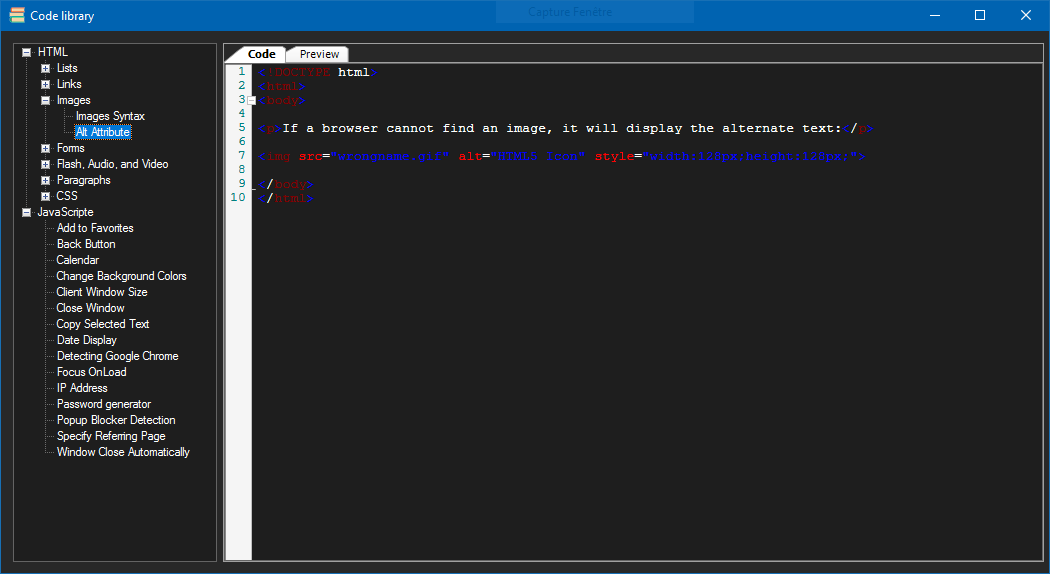 Code library
Capture Fenêtre
HTML
Lists
Links
Images
Images Syntax
Alt Attribute
Forms
Flash, Audio, and Video
Paragraphs
CSS
JavaScripte
Add to Favorites
Back Button
Calendar
Change Background Colors
Client Window Size
Close Window
Copy Selected Text
Date Display
Detecting Google Chrome
Focus OnLoad
IP Address
Password generator
Popup Blocker Detection
Specify Referring Page
Window Close Automatically
Code Preview
1 <!DOCTYPE html>
2 <html>
3 <body>
4
5 <p>If a browser cannot find an image, it will display the alternate text:</p>
6
7 <img src="wrongname.gif" alt="HTML5 Icon" style="width:128px;height:128px;">
8
9 </body>
10 </html>